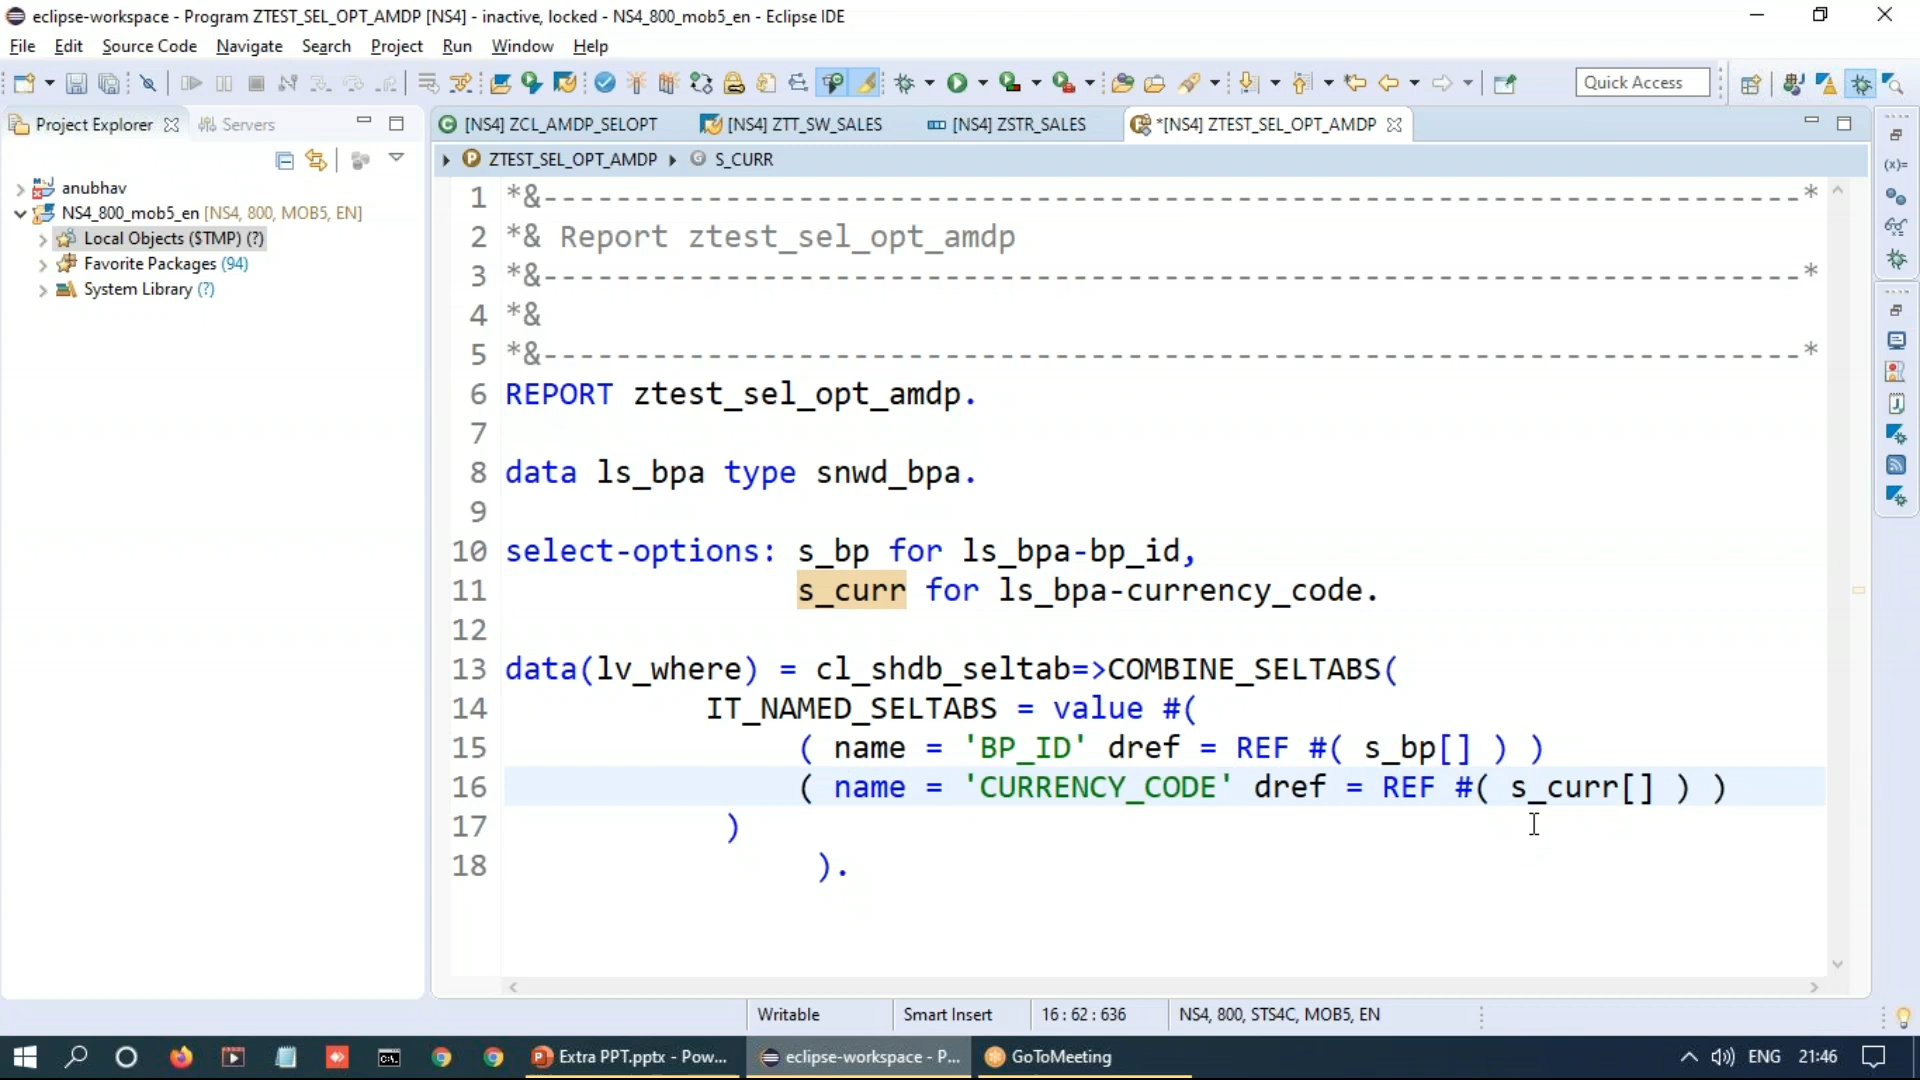 eclipse-workspace - Program ZTEST_SEL_OPT_AMDP [NS4] - inactive, locked - NS4_800_mob5_en - Eclipse IDE
File Edit Source Code Navigate Search Project Run Window Help
Quick Access
Project Explorer Servers
[NS4] ZCL_AMDP_SELOPT [NS4] ZTT_SW_SALES [NS4] ZSTR_SALES *[NS4] ZTEST_SEL_OPT_AMDP
ZTEST_SEL_OPT_AMDP S_CURR
anubhav
NS4_800_mob5_en [NS4, 800, MOB5, EN]
Local Objects ($TMP) (?)
Favorite Packages (94)
System Library (?)
1 *&---------------------------------------------------------------------*
2 *& Report ztest_sel_opt_amdp
3 *&---------------------------------------------------------------------*
4 *&
5 *&---------------------------------------------------------------------*
6 REPORT ztest_sel_opt_amdp.
7
8 data ls_bpa type snwd_bpa.
9
10 select-options: s_bp for ls_bpa-bp_id,
11 s_curr for ls_bpa-currency_code.
12
13 data(lv_where) = cl_shdb_seltab=>COMBINE_SELTABS(
14 IT_NAMED_SELTABS = value #(
15 ( name = 'BP_ID' dref = REF #( s_bp[] ) )
16 ( name = 'CURRENCY_CODE' dref = REF #( s_curr[] ) )
17 )
18 ).
Writable Smart Insert 16 : 62 : 636 NS4, 800, STS4C, MOB5, EN
Extra PPT.pptx - Pow... eclipse-workspace - P... GoToMeeting ENG 21:46